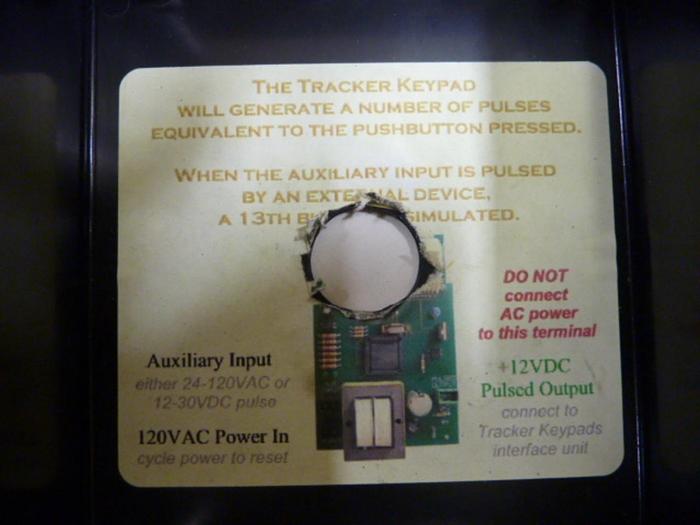 THE TRACKER KEYPAD
WILL GENERATE A NUMBER OF PULSES
EQUIVALENT TO THE PUSHBUTTON PRESSED.
WHEN THE AUXILIARY INPUT IS PULSED
BY AN EXTERNAL DEVICE,
A 13TH SIMULATED.
DO NOT
connect
AC power
to this terminal
Auxiliary Input
either 24-120VAC or
12-30VDC pulse
120VAC Power In
cycle power to reset
+12VDC
Pulsed Output
connect to
Tracker Keypads
interface unit